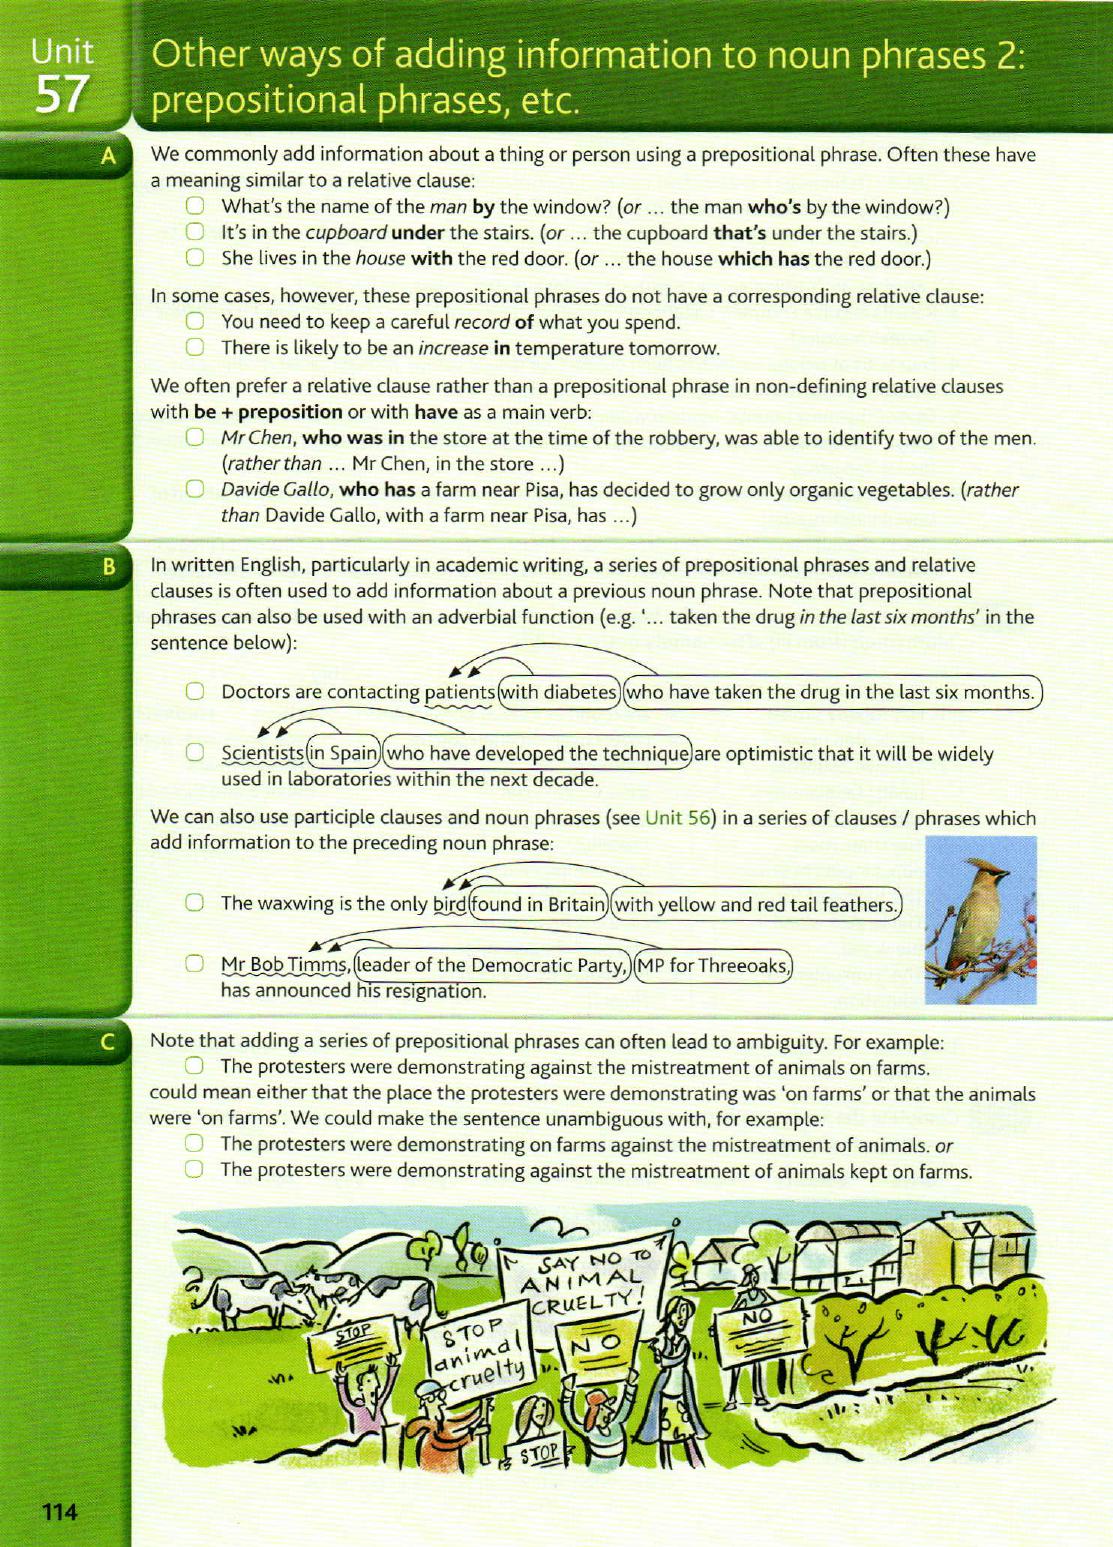 Unit
57
Other ways of adding information to noun phrases 2:
prepositional phrases, etc.
A
We commonly add information about a thing or person using a prepositional phrase. Often these have
a meaning similar to a relative clause:
What's the name of the man by the window? (or ... the man who's by the window?)
It's in the cupboard under the stairs. (or ... the cupboard that's under the stairs.)
She lives in the house with the red door. (or ... the house which has the red door.)
In some cases, however, these prepositional phrases do not have a corresponding relative clause:
You need to keep a careful record of what you spend.
There is likely to be an increase in temperature tomorrow.
We often prefer a relative clause rather than a prepositional phrase in non-defining relative clauses
with be + preposition or with have as a main verb:
Mr Chen, who was in the store at the time of the robbery, was able to identify two of the men.
(rather than ... Mr Chen, in the store ...)
Davide Gallo, who has a farm near Pisa, has decided to grow only organic vegetables. (rather
than Davide Gallo, with a farm near Pisa, has ...)
B
In written English, particularly in academic writing, a series of prepositional phrases and relative
clauses is often used to add information about a previous noun phrase. Note that prepositional
phrases can also be used with an adverbial function (e.g. '... taken the drug in the last six months' in the
sentence below):
Doctors are contacting patients with diabetes who have taken the drug in the last six months.
Scientists in Spain who have developed the technique are optimistic that it will be widely
used in laboratories within the next decade.
We can also use participle clauses and noun phrases (see Unit 56) in a series of clauses / phrases which
add information to the preceding noun phrase:
The waxwing is the only bird found in Britain with yellow and red tail feathers.
Mr Bob Timms, leader of the Democratic Party, MP for Threeoaks,
has announced his resignation.
C
Note that adding a series of prepositional phrases can often lead to ambiguity. For example:
The protesters were demonstrating against the mistreatment of animals on farms.
could mean either that the place the protesters were demonstrating was 'on farms' or that the animals
were 'on farms'. We could make the sentence unambiguous with, for example:
The protesters were demonstrating on farms against the mistreatment of animals. or
The protesters were demonstrating against the mistreatment of animals kept on farms.
SAY NO TO
ANIMAL
CRUELTY!
STOP
STOP
animal
cruelty
NO
NO
STOP
114